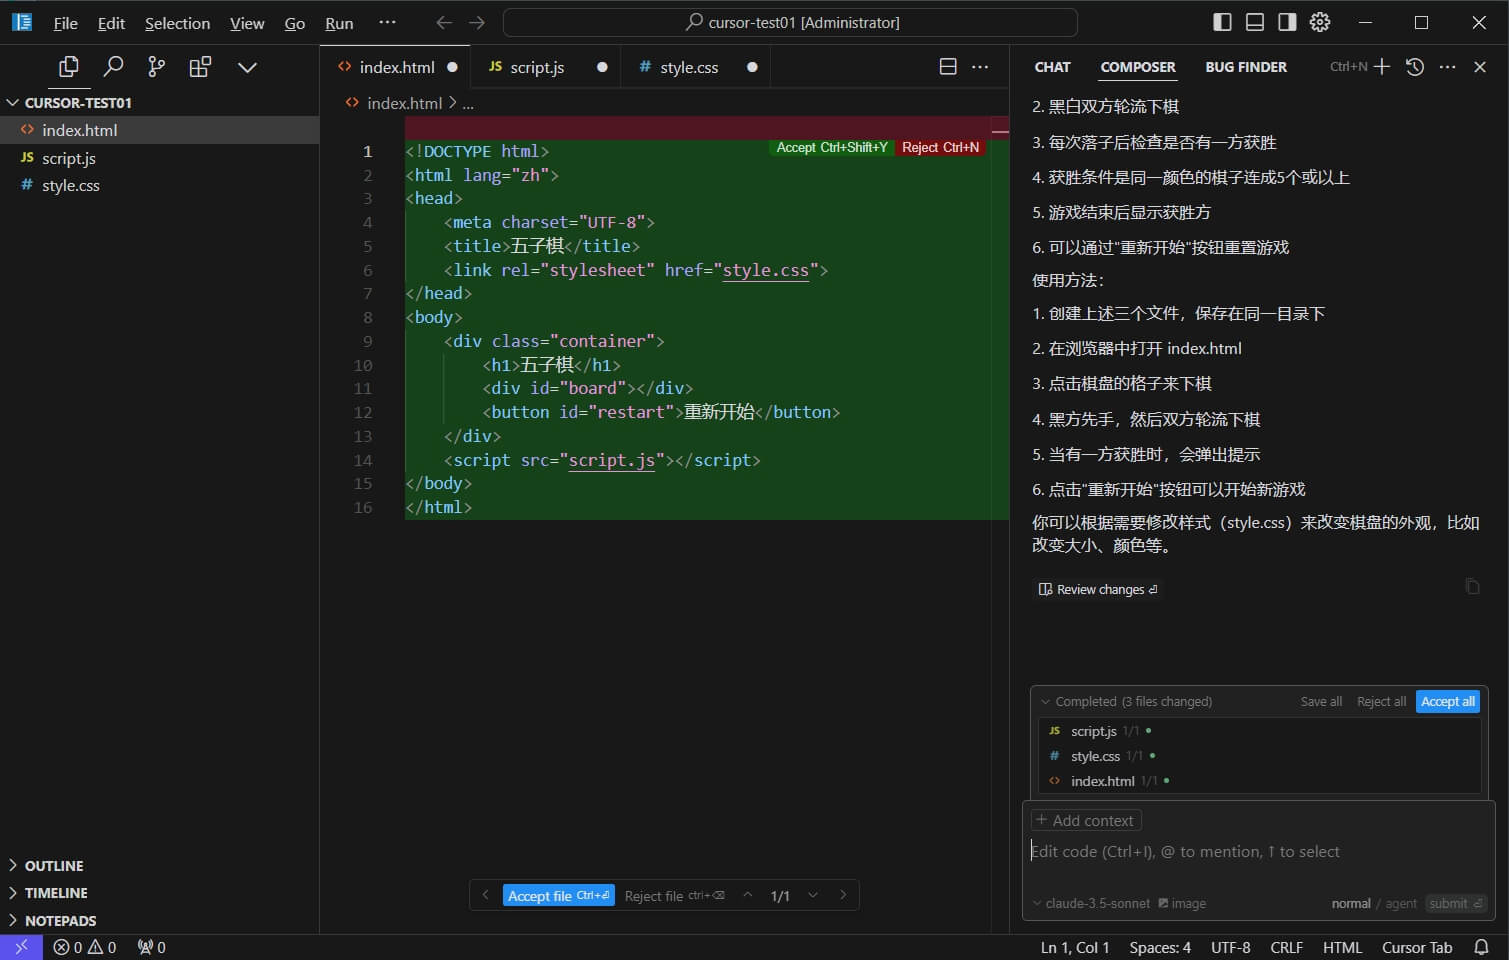 File Edit Selection View Go Run ··· cursor-test01 [Administrator]
CURSOR-TEST01
index.html
script.js
style.css
OUTLINE
TIMELINE
NOTEPADS
index.html script.js style.css
index.html > ...
Accept Ctrl+Shift+Y Reject Ctrl+N
1 <!DOCTYPE html>
2 <html lang="zh">
3 <head>
4 <meta charset="UTF-8">
5 <title>五子棋</title>
6 <link rel="stylesheet" href="style.css">
7 </head>
8 <body>
9 <div class="container">
10 <h1>五子棋</h1>
11 <div id="board"></div>
12 <button id="restart">重新开始</button>
13 </div>
14 <script src="script.js"></script>
15 </body>
16 </html>
Accept file Ctrl+⏎ Reject file ctrl+⌫ 1/1
CHAT COMPOSER BUG FINDER Ctrl+N
2. 黑白双方轮流下棋
3. 每次落子后检查是否有一方获胜
4. 获胜条件是同一颜色的棋子连成5个或以上
5. 游戏结束后显示获胜方
6. 可以通过"重新开始"按钮重置游戏
使用方法：
1. 创建上述三个文件，保存在同一目录下
2. 在浏览器中打开 index.html
3. 点击棋盘的格子来下棋
4. 黑方先手，然后双方轮流下棋
5. 当有一方获胜时，会弹出提示
6. 点击"重新开始"按钮可以开始新游戏
你可以根据需要修改样式（style.css）来改变棋盘的外观，比如
改变大小、颜色等。
Review changes ⏎
Completed (3 files changed) Save all Reject all Accept all
JS script.js 1/1
# style.css 1/1
<> index.html 1/1
+ Add context
Edit code (Ctrl+I), @ to mention, ↑ to select
claude-3.5-sonnet image normal / agent submit ⏎
0 0 0 Ln 1, Col 1 Spaces: 4 UTF-8 CRLF HTML Cursor Tab